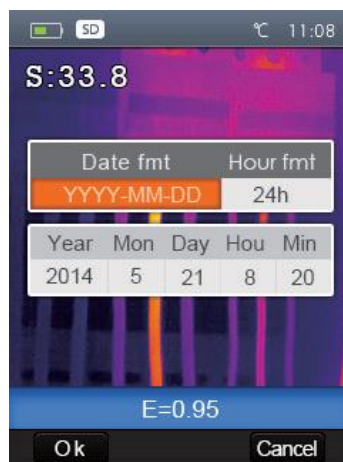 SD ℃ 11:08
S:33.8
Date fmt Hour fmt
YYYY-MM-DD 24h
Year Mon Day Hou Min
2014 5 21 8 20
E=0.95
Ok Cancel